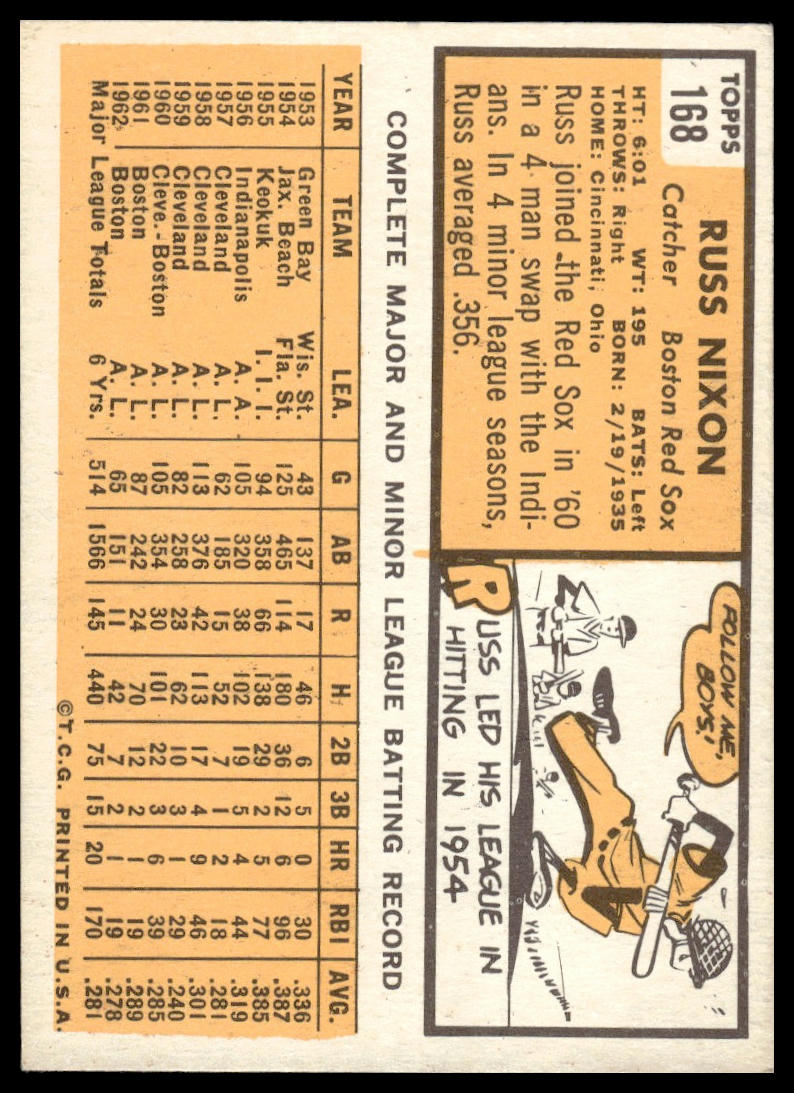 TOPPS
168
RUSS NIXON
Catcher Boston Red Sox
HT: 6:01 WT: 195 BATS: Left
THROWS: Right BORN: 2/19/1935
HOME: Cincinnati, Ohio
Russ joined the Red Sox in '60
in a 4 man swap with the Indi-
ans. In 4 minor league seasons,
Russ averaged .356.
FOLLOW ME,
BOYS!
RUSS LED HIS LEAGUE IN
HITTING IN 1954
COMPLETE MAJOR AND MINOR LEAGUE BATTING RECORD
YEAR TEAM LEA. G AB R H 2B 3B HR RBI AVG.
1953 Green Bay Wis. St. 43 137 17 46 6 5 0 30 .336
1954 Jax. Beach Fla. St. 125 465 114 180 36 12 6 96 .387
1955 Keokuk I. I. I. 94 358 66 138 29 2 5 77 .385
1956 Indianapolis A. A. 105 320 38 102 19 5 4 44 .319
1957 Cleveland A. L. 62 185 15 52 7 1 2 18 .281
1958 Cleveland A. L. 113 376 42 113 17 4 9 46 .301
1959 Cleveland A. L. 82 258 23 62 10 3 1 29 .240
1960 Cleve.-Boston A. L. 105 354 30 101 22 3 6 39 .285
1961 Boston A. L. 87 242 24 70 12 2 1 19 .289
1962 Boston A. L. 65 151 11 42 7 2 1 19 .278
Major League Totals 6 Yrs. 514 1566 145 440 75 15 20 170 .281
©T.C.G. PRINTED IN U.S.A.